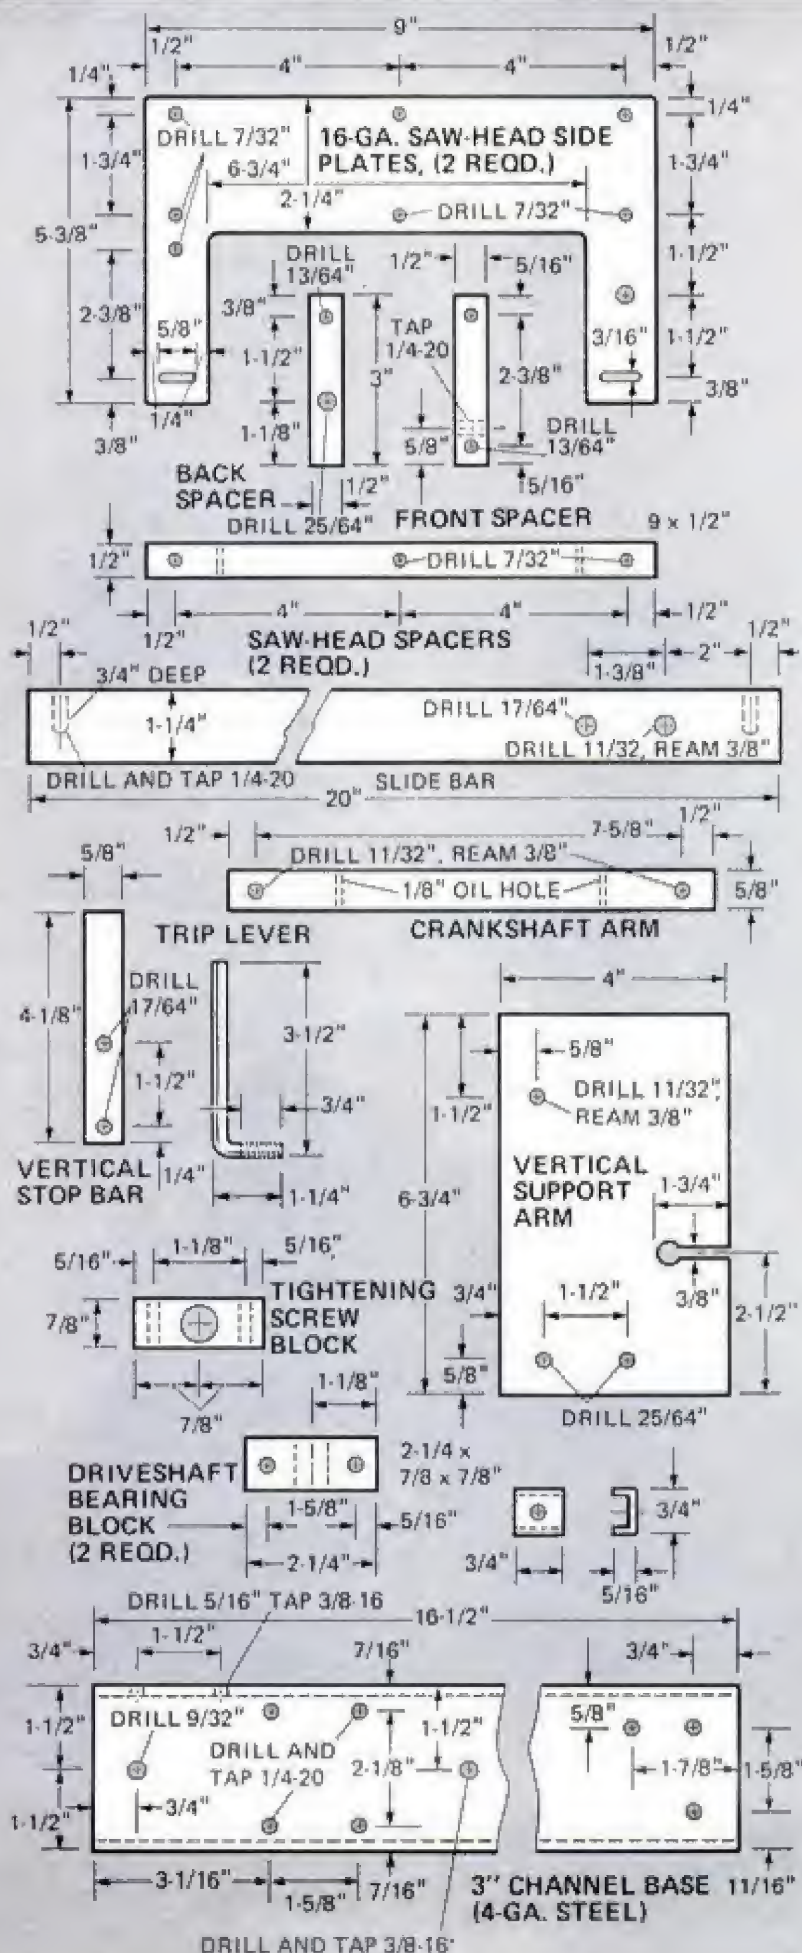 9"
1/2" 4" 4" 1/2"
1/4" 1/4"
DRILL 7/32" 16-GA. SAW-HEAD SIDE
PLATES, (2 REQD.)
1-3/4" 6-3/4" 1-3/4"
2-1/4" DRILL 7/32"
5-3/8"
DRILL
13/64" 1/2" 5/16" 1-1/2"
2-3/8" 3/8"
5/8" TAP
1/4-20 3/16"
1-1/2" 3" 2-3/8" 1-1/2"
1/4" 3/8"
3/8" 1-1/8" 5/8" DRILL
13/64"
BACK
SPACER 1/2" 5/16"
DRILL 25/64" FRONT SPACER 9 x 1/2"
1/2" DRILL 7/32"
1/2" 4" 4" 1/2"
SAW-HEAD SPACERS
(2 REQD.)
1/2" 3/4" DEEP 1-3/8" 2" 1/2"
1-1/4" DRILL 17/64"
DRILL 11/32, REAM 3/8"
DRILL AND TAP 1/4-20 SLIDE BAR
20"
1/2" 7-5/8" 1/2"
5/8" DRILL 11/32", REAM 3/8"
1/8" OIL HOLE 5/8"
TRIP LEVER CRANKSHAFT ARM
DRILL
17/64"
4-1/8" 3-1/2"
1-1/2" 3/4"
1/4" 1-1/4"
VERTICAL
STOP BAR
4"
5/8"
1-1/2" DRILL 11/32",
REAM 3/8"
6-3/4" VERTICAL
SUPPORT
ARM
1-3/4"
3/8"
3/4" 1-1/2" 2-1/2"
5/8"
DRILL 25/64"
5/16" 1-1/8" 5/16"
TIGHTENING
SCREW
BLOCK
7/8"
7/8"
1-1/8"
DRIVESHAFT
BEARING
BLOCK
(2 REQD.)
2-1/4 x
7/8 x 7/8"
1-5/8" 5/16"
2-1/4"
3/4" 3/4"
5/16"
DRILL 5/16" TAP 3/8-16
16-1/2"
3/4" 1-1/2" 7/16" 3/4"
1-1/2" DRILL 9/32" 1-1/2" 5/8"
DRILL AND
TAP 1/4-20 2-1/8" 1-7/8" 1-5/8"
1-1/2" 3/4"
3-1/16" 1-5/8" 7/16" 3" CHANNEL BASE 11/16"
(4-GA. STEEL)
DRILL AND TAP 3/8-16"